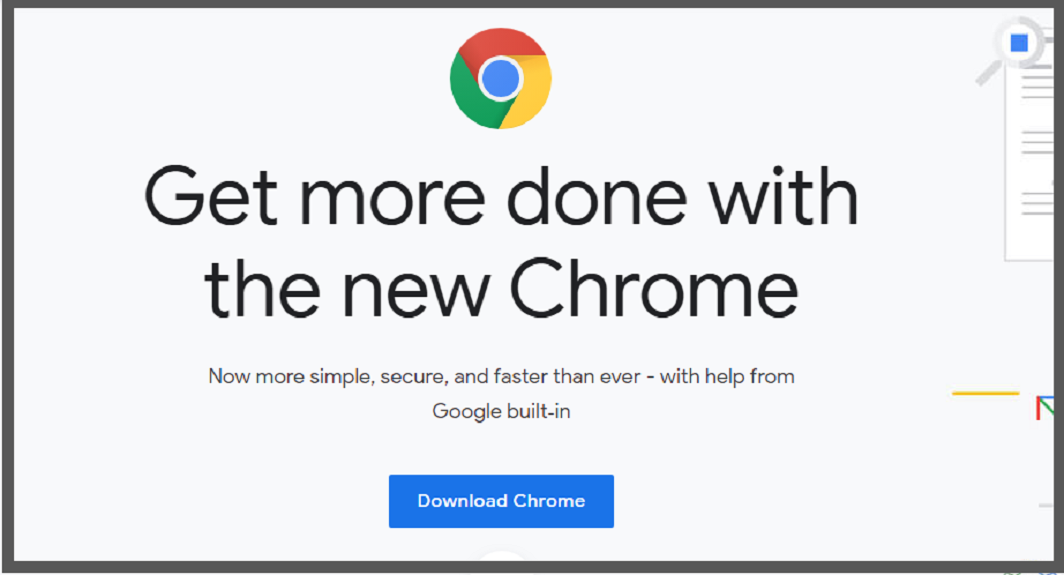 Get more done with
the new Chrome
Now more simple, secure, and faster than ever - with help from
Google built-in
Download Chrome